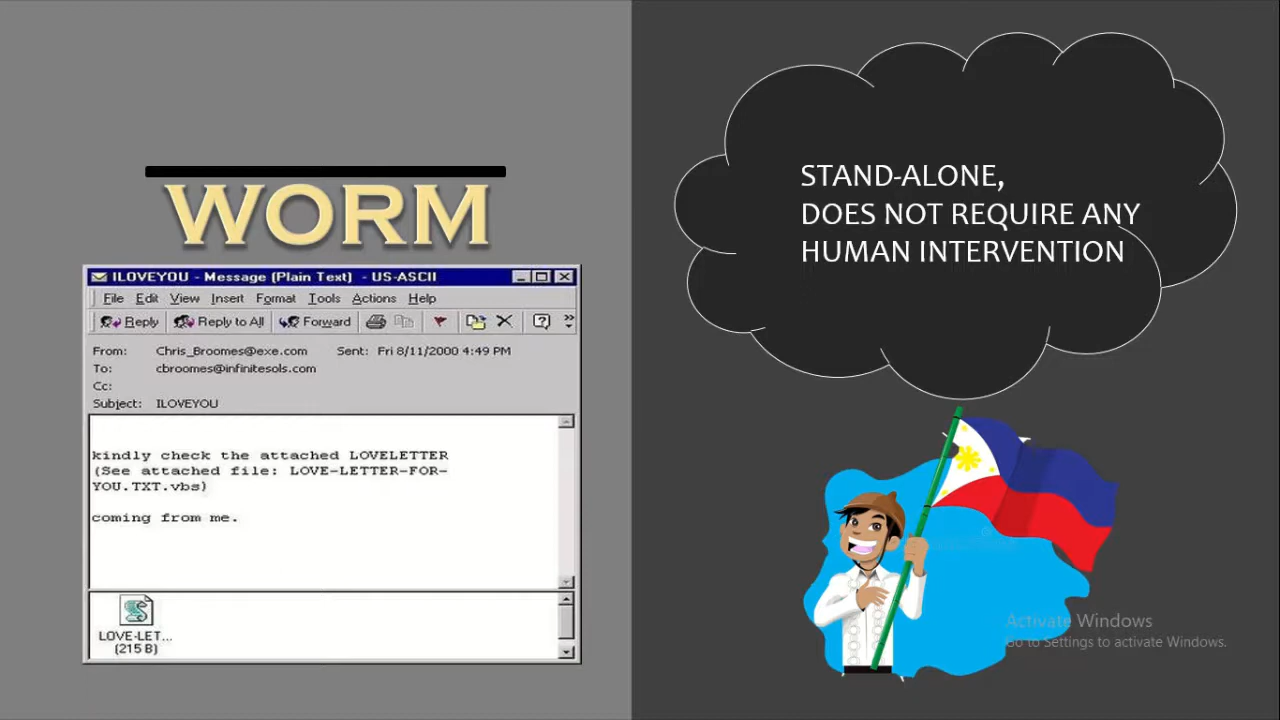 WORM
ILOVEYOU - Message (Plain Text) - US-ASCII
File Edit View Insert Format Tools Actions Help
Reply Reply to All Forward
From: Chris_Broomes@exe.com Sent: Fri 8/11/2000 4:49 PM
To: cbroomes@infinitesols.com
Cc:
Subject: ILOVEYOU
kindly check the attached LOVELETTER
(See attached file: LOVE-LETTER-FOR-
YOU.TXT.vbs)
coming from me.
LOVE-LET...
(215 B)
STAND-ALONE,
DOES NOT REQUIRE ANY
HUMAN INTERVENTION
Activate Windows
Go to Settings to activate Windows.